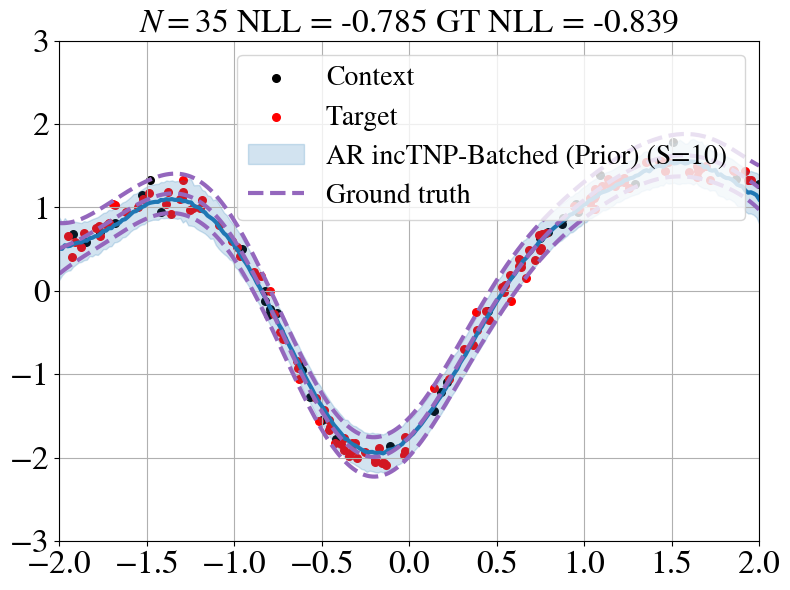 N = 35 NLL = -0.785 GT NLL = -0.839
3
2
1
0
−1
−2
−3
Context
Target
AR incTNP-Batched (Prior) (S=10)
Ground truth
−2.0 −1.5 −1.0 −0.5 0.0 0.5 1.0 1.5 2.0